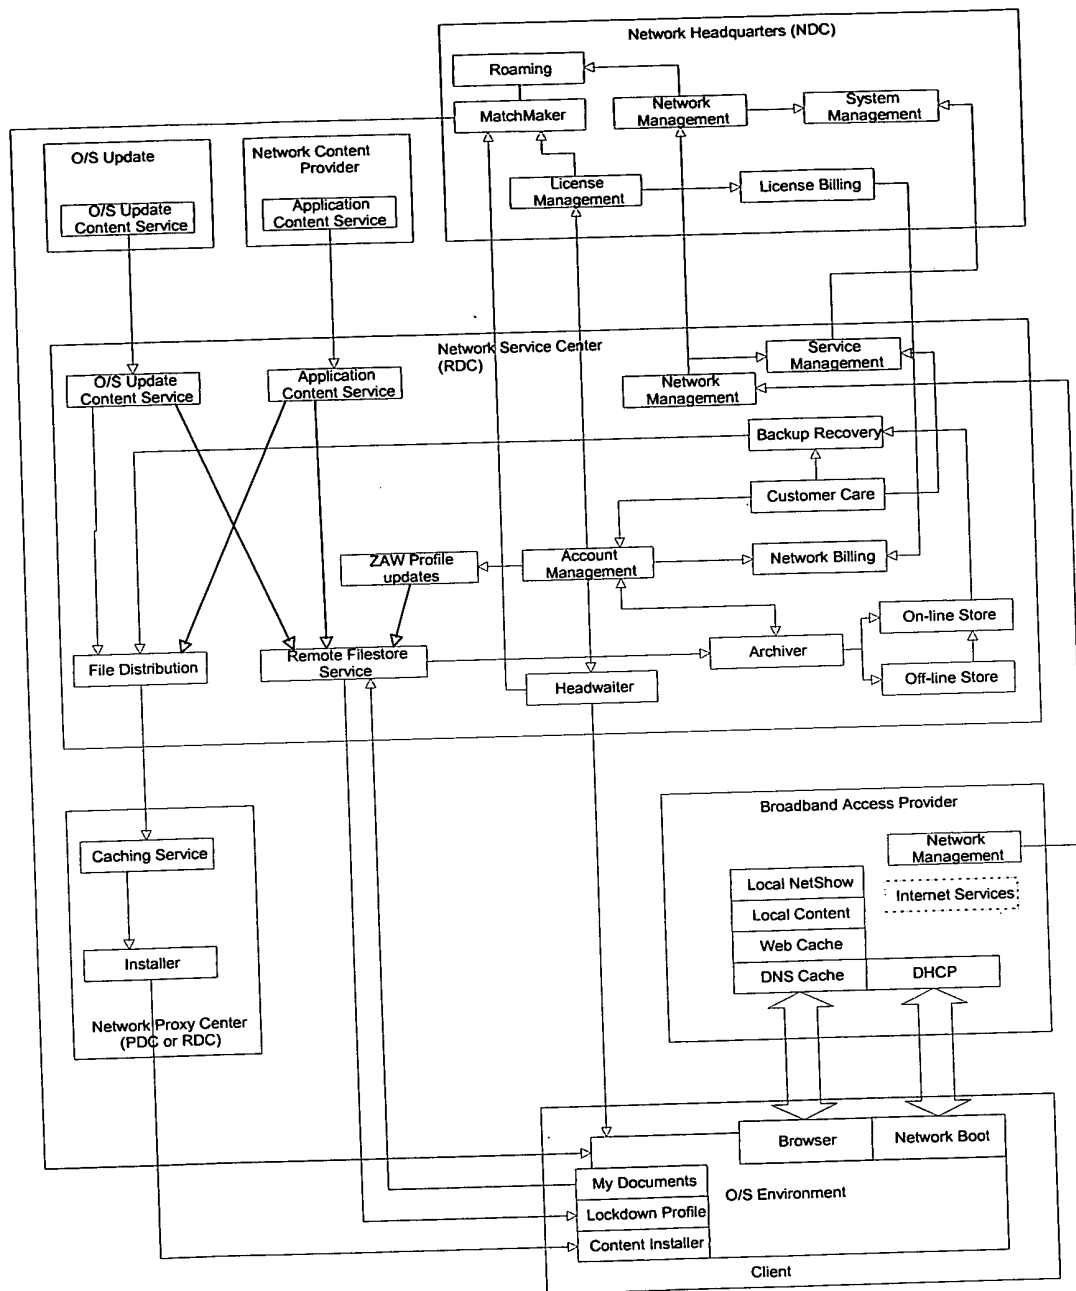 Network Headquarters (NDC)
Roaming
MatchMaker
Network
Management
System
Management
License
Management
License Billing
O/S Update
O/S Update
Content Service
Network Content
Provider
Application
Content Service
Network Service Center
(RDC)
O/S Update
Content Service
Application
Content Service
Service
Management
Network
Management
Backup Recovery
Customer Care
ZAW Profile
updates
Account
Management
Network Billing
File Distribution
Remote Filestore
Service
Archiver
On-line Store
Off-line Store
Headwaiter
Caching Service
Installer
Network Proxy Center
(PDC or RDC)
Broadband Access Provider
Network
Management
Internet Services
Local NetShow
Local Content
Web Cache
DNS Cache
DHCP
Browser
Network Boot
My Documents
O/S Environment
Lockdown Profile
Content Installer
Client